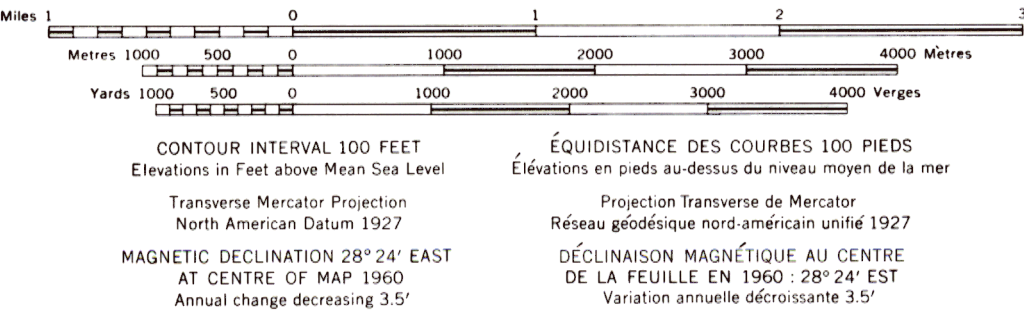 Miles 1 0 1 2 3
Metres 1000 500 0 1000 2000 3000 4000 Mètres
Yards 1000 500 0 1000 2000 3000 4000 Verges
CONTOUR INTERVAL 100 FEET
Elevations in Feet above Mean Sea Level
Transverse Mercator Projection
North American Datum 1927
MAGNETIC DECLINATION 28° 24′ EAST
AT CENTRE OF MAP 1960
Annual change decreasing 3.5′
ÉQUIDISTANCE DES COURBES 100 PIEDS
Élévations en pieds au-dessus du niveau moyen de la mer
Projection Transverse de Mercator
Réseau géodésique nord-américain unifié 1927
DÉCLINAISON MAGNÉTIQUE AU CENTRE
DE LA FEUILLE EN 1960 : 28° 24′ EST
Variation annuelle décroissante 3.5′